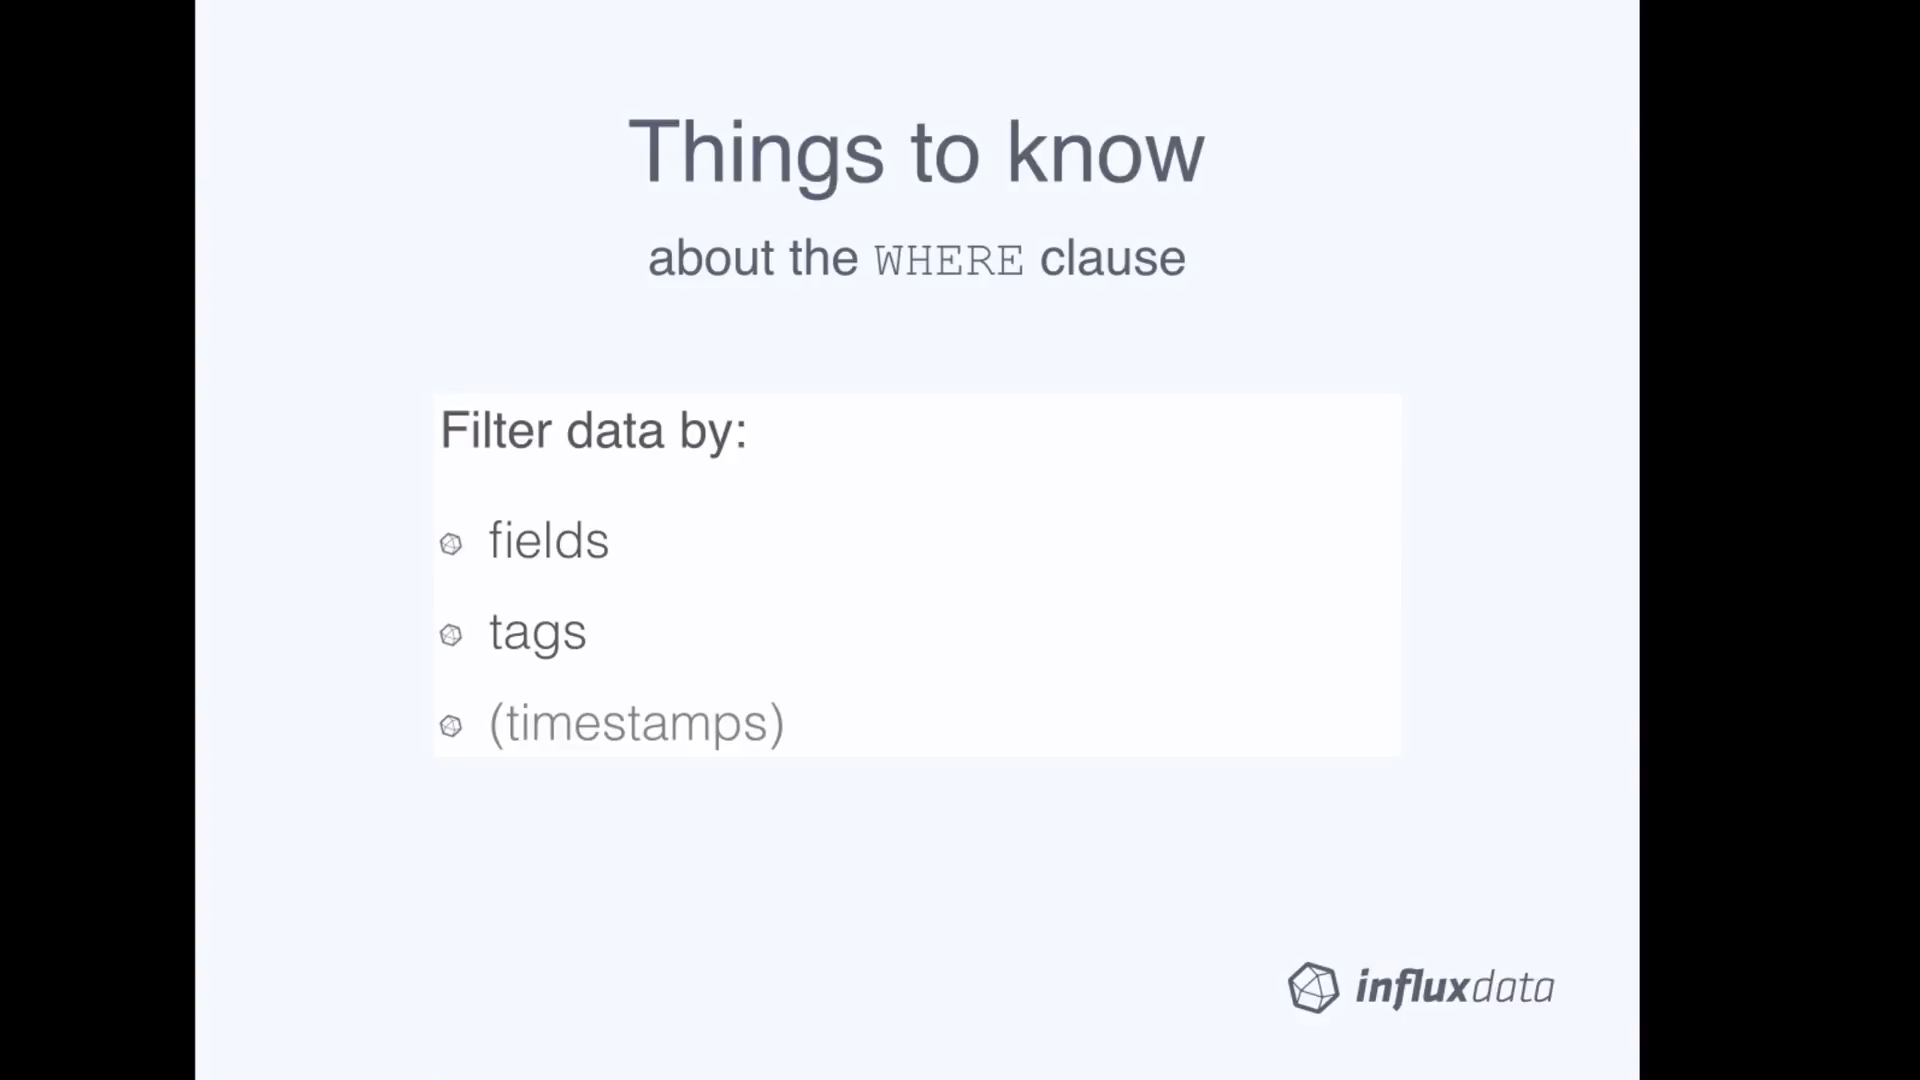 Things to know
about the WHERE clause
Filter data by:
fields
tags
(timestamps)
influxdata